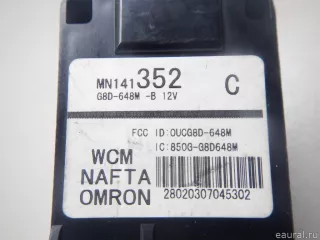 MN141352 C
G8D-648M -B 12V
FCC ID:OUCG8D-648M
IC:850G-G8D648M
WCM
NAFTA
OMRON
28020307045302
© eaural.ru